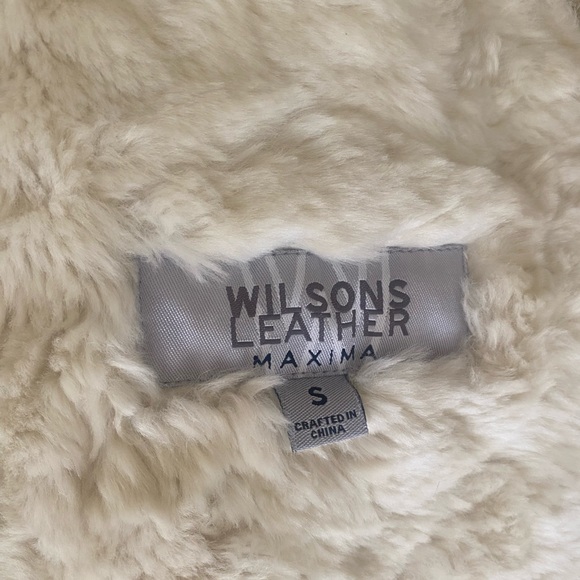 WILSONS
LEATHER
MAXIMA
S
CRAFTED IN
CHINA